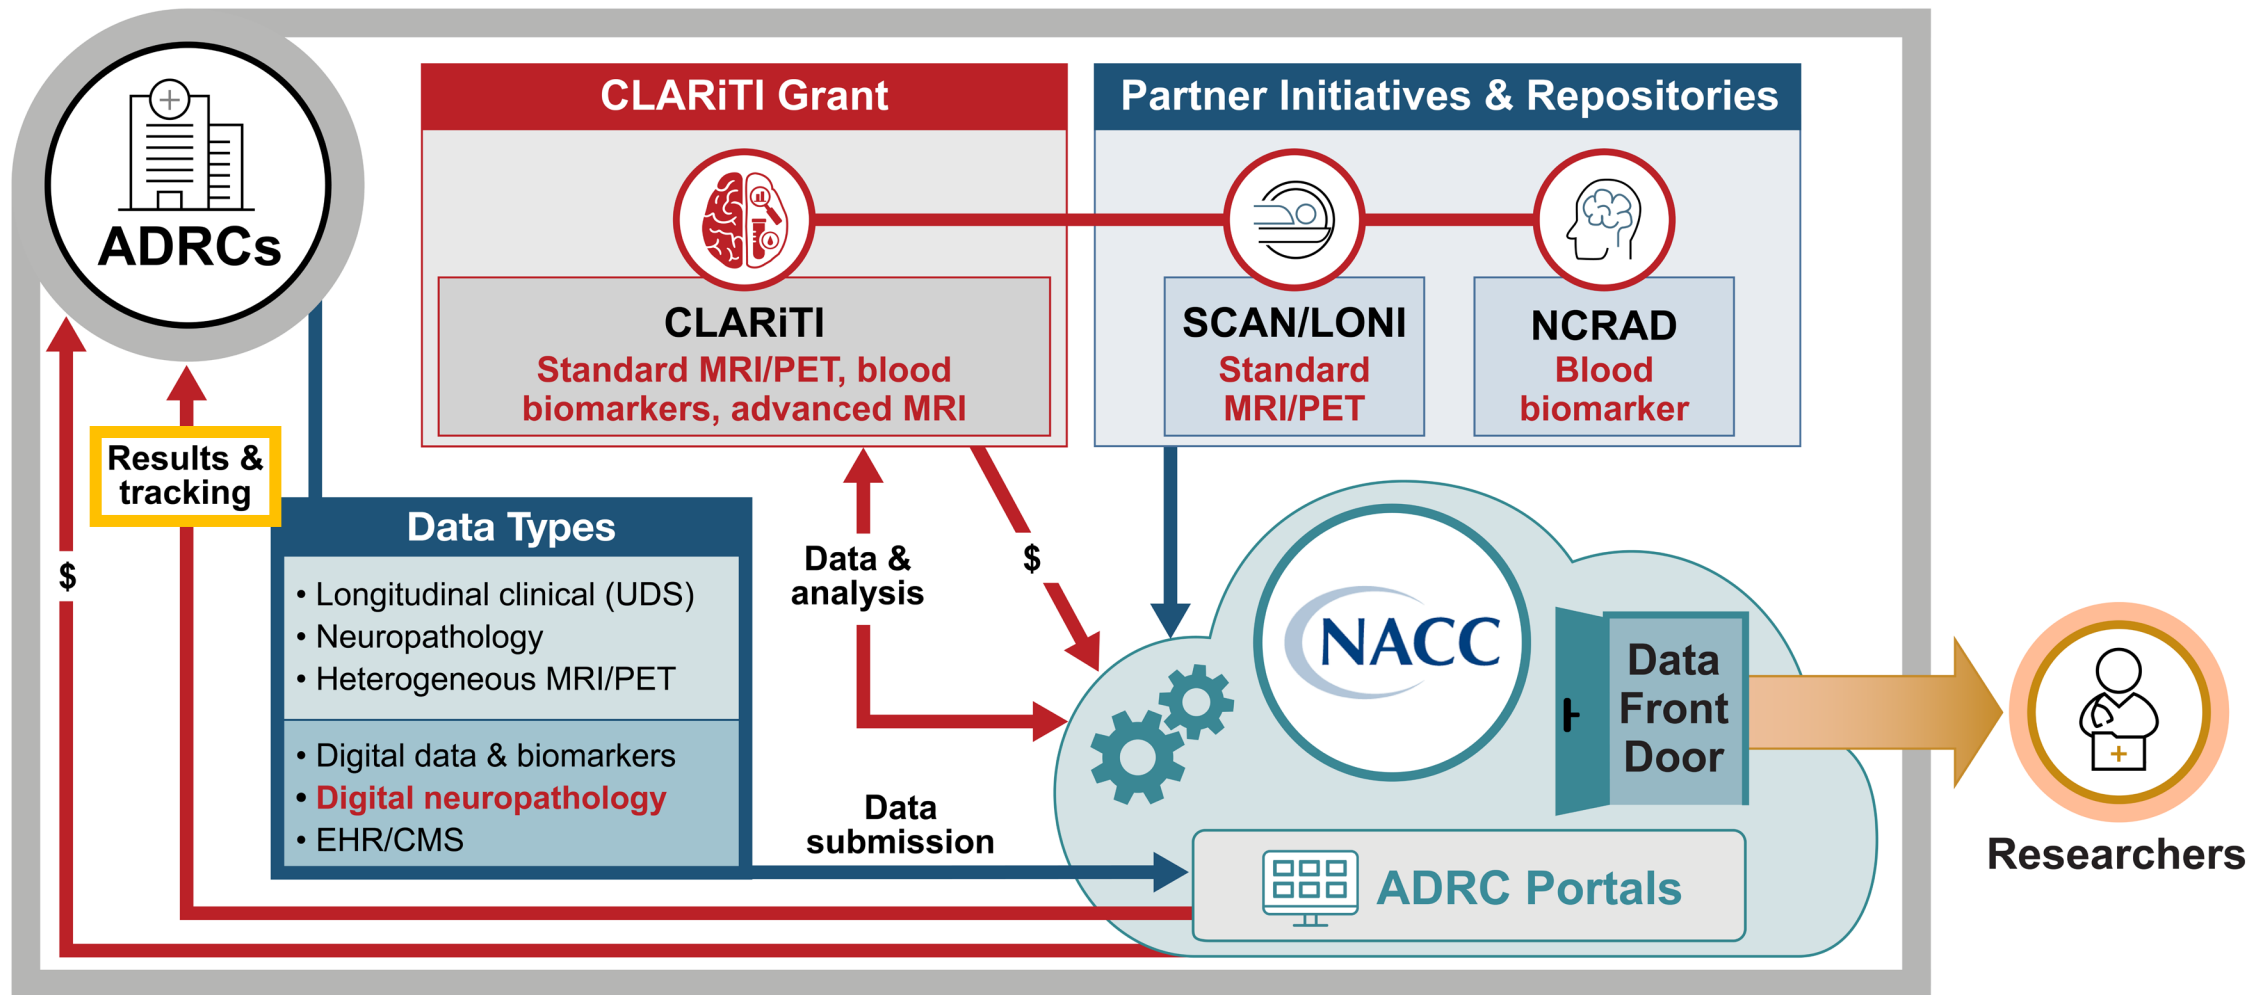 ADRCs
CLARiTI Grant
CLARiTI
Standard MRI/PET, blood
biomarkers, advanced MRI
Partner Initiatives & Repositories
SCAN/LONI
Standard
MRI/PET
NCRAD
Blood
biomarker
Results &
tracking
$
Data Types
• Longitudinal clinical (UDS)
• Neuropathology
• Heterogeneous MRI/PET
• Digital data & biomarkers
• Digital neuropathology
• EHR/CMS
Data &
analysis
$
Data
submission
NACC
Data
Front
Door
ADRC Portals
Researchers